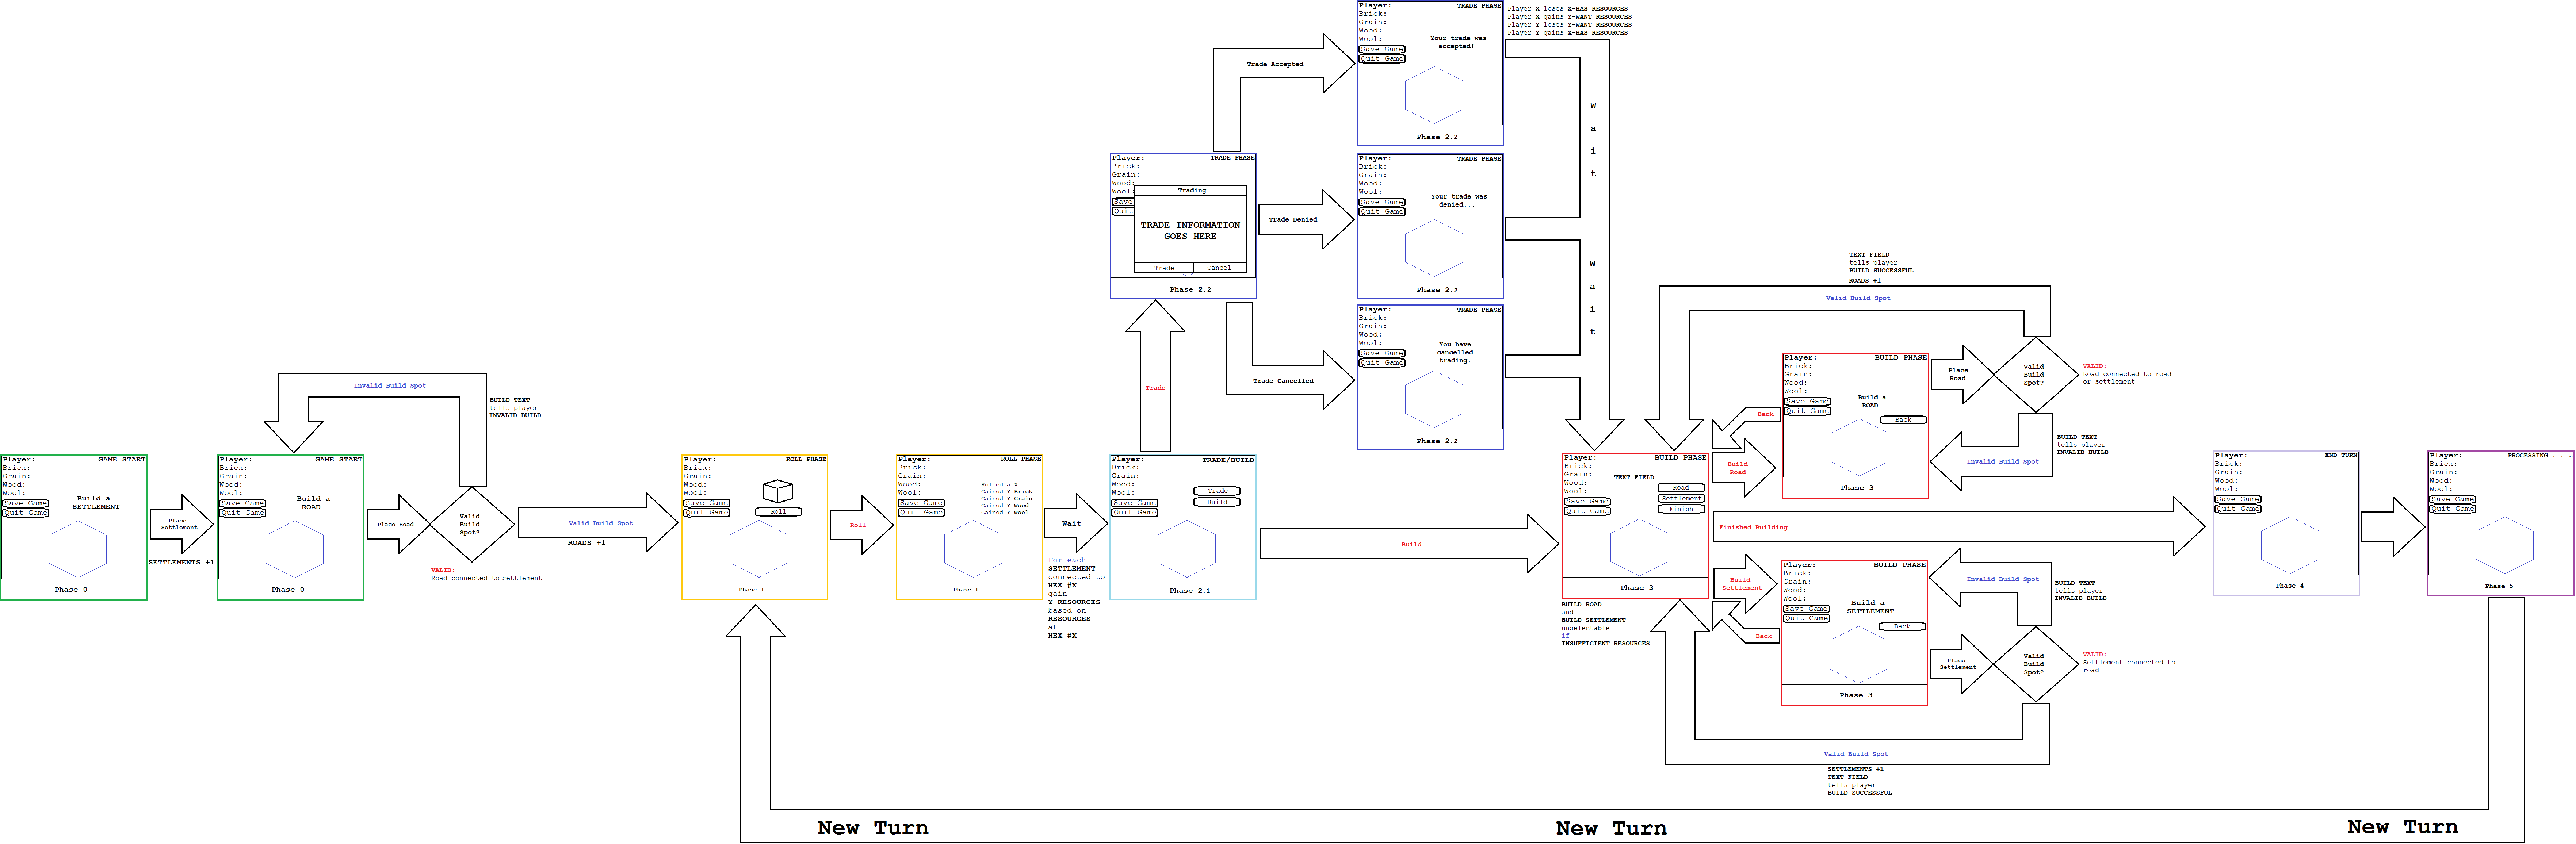 Player: GAME START
Brick:
Grain:
Wood:
Wool:
Save Game
Quit Game
Build a
SETTLEMENT
Phase 0
Place
Settlement
SETTLEMENTS +1
Player: GAME START
Brick:
Grain:
Wood:
Wool:
Save Game
Quit Game
Build a
ROAD
Phase 0
Place Road
Valid
Build
Spot?
VALID:
Road connected to settlement
Invalid Build Spot
BUILD TEXT
tells player
INVALID BUILD
Valid Build Spot
ROADS +1
Player: ROLL PHASE
Brick:
Grain:
Wood:
Wool:
Save Game
Quit Game
Roll
Phase 1
Roll
Player: ROLL PHASE
Brick:
Grain:
Wood:
Wool:
Save Game
Quit Game
Rolled a X
Gained Y Brick
Gained Y Grain
Gained Y Wood
Gained Y Wool
Phase 1
Wait
For each
SETTLEMENT
connected to
HEX #X
gain
Y RESOURCES
based on
RESOURCES
at
HEX #X
Player: TRADE/BUILD
Brick:
Grain:
Wood:
Wool:
Save Game
Quit Game
Trade
Build
Phase 2.1
Trade
Player: TRADE PHASE
Brick:
Grain:
Wood:
Wool:
Save
Quit
Trading
TRADE INFORMATION
GOES HERE
Trade Cancel
Phase 2.2
Trade Accepted
Player: TRADE PHASE
Brick:
Grain:
Wood:
Wool:
Save Game
Quit Game
Your trade was
accepted!
Phase 2.2
Player X loses X-HAS RESOURCES
Player X gains Y-WANT RESOURCES
Player Y loses Y-WANT RESOURCES
Player Y gains X-HAS RESOURCES
Trade Denied
Player: TRADE PHASE
Brick:
Grain:
Wood:
Wool:
Save Game
Quit Game
Your trade was
denied...
Phase 2.2
Trade Cancelled
Player: TRADE PHASE
Brick:
Grain:
Wood:
Wool:
Save Game
Quit Game
You have
cancelled
trading.
Phase 2.2
W
a
i
t
W
a
i
t
Build
Player: BUILD PHASE
Brick:
Grain:
Wood:
Wool:
Save Game
Quit Game
TEXT FIELD
Road
Settlement
Finish
Phase 3
BUILD ROAD
and
BUILD SETTLEMENT
unselectable
if
INSUFFICIENT RESOURCES
Back
Build
Road
Player: BUILD PHASE
Brick:
Grain:
Wood:
Wool:
Save Game
Quit Game
Build a
ROAD
Back
Phase 3
Place
Road
Valid
Build
Spot?
VALID:
Road connected to road
or settlement
TEXT FIELD
tells player
BUILD SUCCESSFUL
ROADS +1
Valid Build Spot
Invalid Build Spot
BUILD TEXT
tells player
INVALID BUILD
Finished Building
Build
Settlement
Back
Player: BUILD PHASE
Brick:
Grain:
Wood:
Wool:
Save Game
Quit Game
Build a
SETTLEMENT
Back
Phase 3
Place
Settlement
Valid
Build
Spot?
VALID:
Settlement connected to
road
Invalid Build Spot
BUILD TEXT
tells player
INVALID BUILD
Valid Build Spot
SETTLEMENTS +1
TEXT FIELD
tells player
BUILD SUCCESSFUL
Player: END TURN
Brick:
Grain:
Wood:
Wool:
Save Game
Quit Game
Phase 4
Player: PROCESSING . . .
Brick:
Grain:
Wood:
Wool:
Save Game
Quit Game
Phase 5
New Turn New Turn New Turn